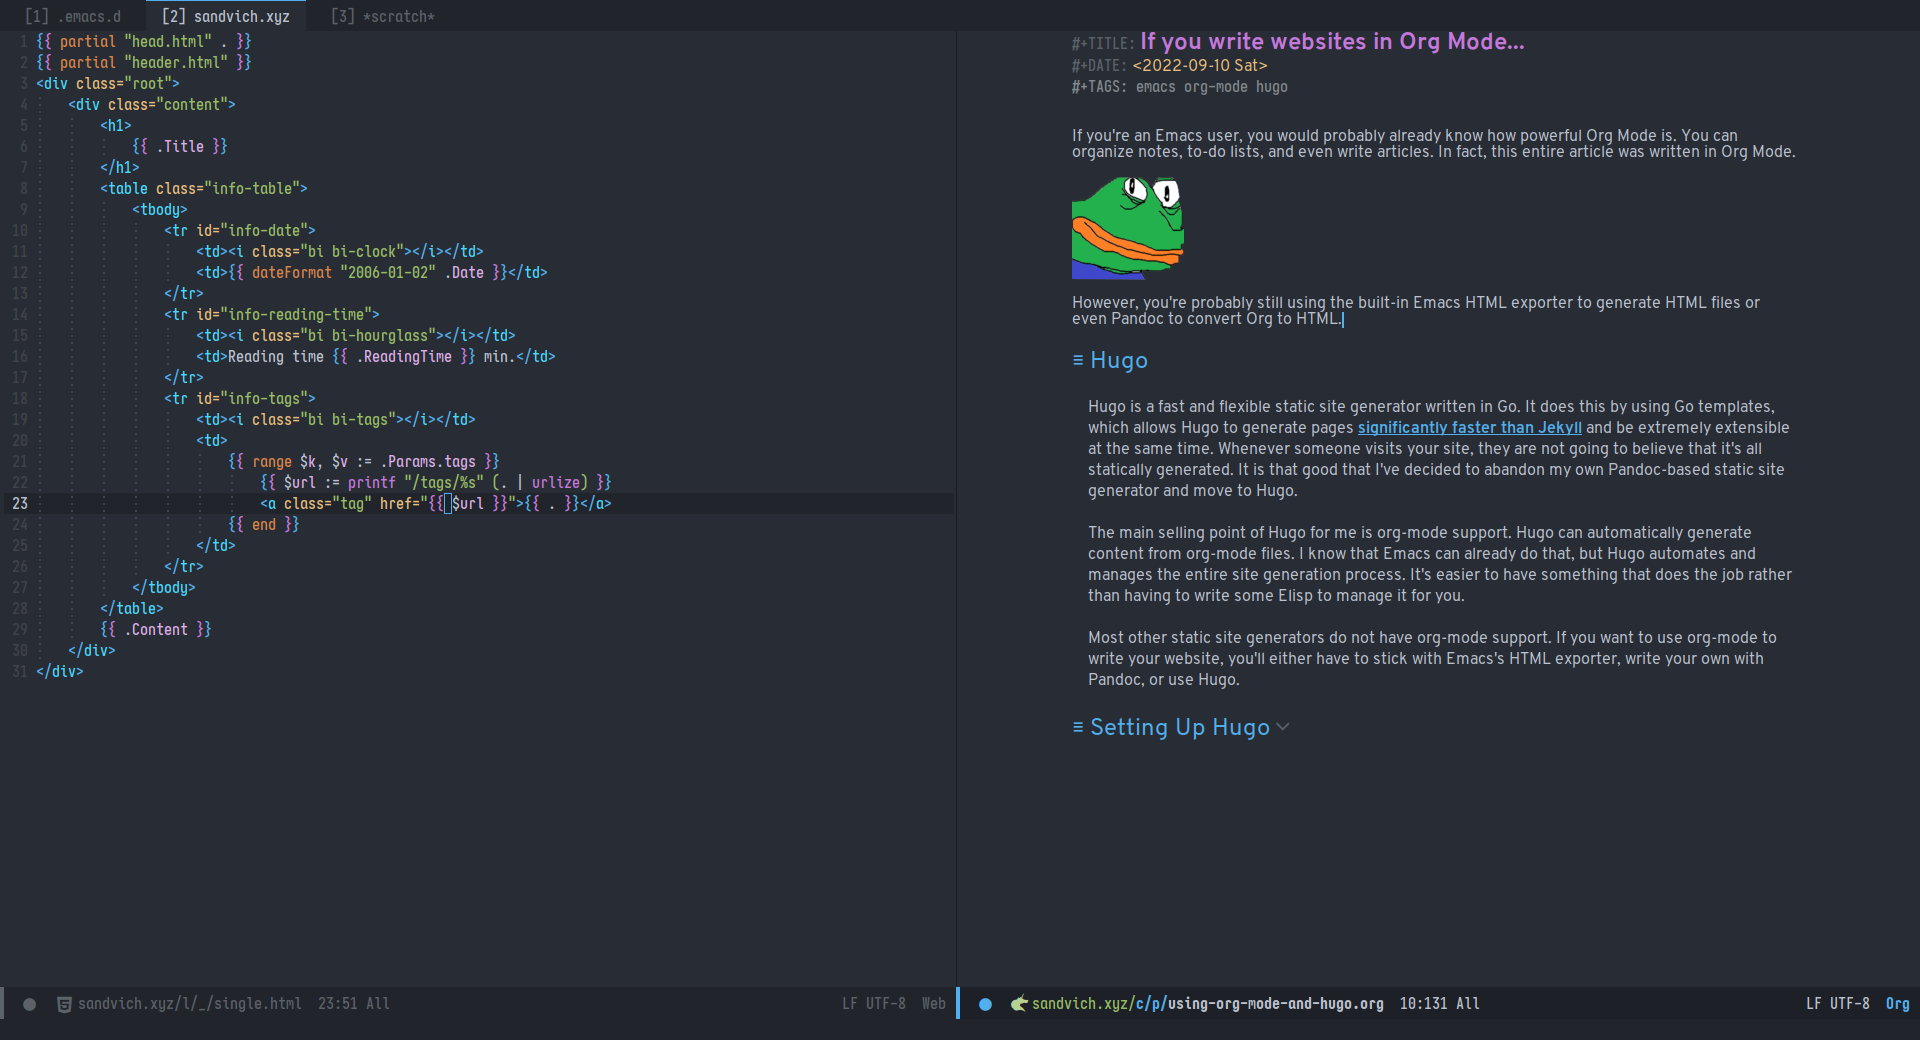 [1] .emacs.d [2] sandvich.xyz [3] *scratch*
1 {{ partial "head.html" . }}
2 {{ partial "header.html" }}
3 <div class="root">
4 <div class="content">
5 <h1>
6 {{ .Title }}
7 </h1>
8 <table class="info-table">
9 <tbody>
10 <tr id="info-date">
11 <td><i class="bi bi-clock"></i></td>
12 <td>{{ dateFormat "2006-01-02" .Date }}</td>
13 </tr>
14 <tr id="info-reading-time">
15 <td><i class="bi bi-hourglass"></i></td>
16 <td>Reading time {{ .ReadingTime }} min.</td>
17 </tr>
18 <tr id="info-tags">
19 <td><i class="bi bi-tags"></i></td>
20 <td>
21 {{ range $k, $v := .Params.tags }}
22 {{ $url := printf "/tags/%s" (. | urlize) }}
23 <a class="tag" href="{{ $url }}">{{ . }}</a>
24 {{ end }}
25 </td>
26 </tr>
27 </tbody>
28 </table>
29 {{ .Content }}
30 </div>
31 </div>
sandvich.xyz/l/_/single.html 23:51 All LF UTF-8 Web
#+TITLE: If you write websites in Org Mode...
#+DATE: <2022-09-10 Sat>
#+TAGS: emacs org-mode hugo
If you're an Emacs user, you would probably already know how powerful Org Mode is. You can
organize notes, to-do lists, and even write articles. In fact, this entire article was written in Org Mode.
However, you're probably still using the built-in Emacs HTML exporter to generate HTML files or
even Pandoc to convert Org to HTML.
≡ Hugo
Hugo is a fast and flexible static site generator written in Go. It does this by using Go templates,
which allows Hugo to generate pages significantly faster than Jekyll and be extremely extensible
at the same time. Whenever someone visits your site, they are not going to believe that it's all
statically generated. It is that good that I've decided to abandon my own Pandoc-based static site
generator and move to Hugo.
The main selling point of Hugo for me is org-mode support. Hugo can automatically generate
content from org-mode files. I know that Emacs can already do that, but Hugo automates and
manages the entire site generation process. It's easier to have something that does the job rather
than having to write some Elisp to manage it for you.
Most other static site generators do not have org-mode support. If you want to use org-mode to
write your website, you'll either have to stick with Emacs's HTML exporter, write your own with
Pandoc, or use Hugo.
≡ Setting Up Hugo
sandvich.xyz/c/p/using-org-mode-and-hugo.org 10:131 All LF UTF-8 Org